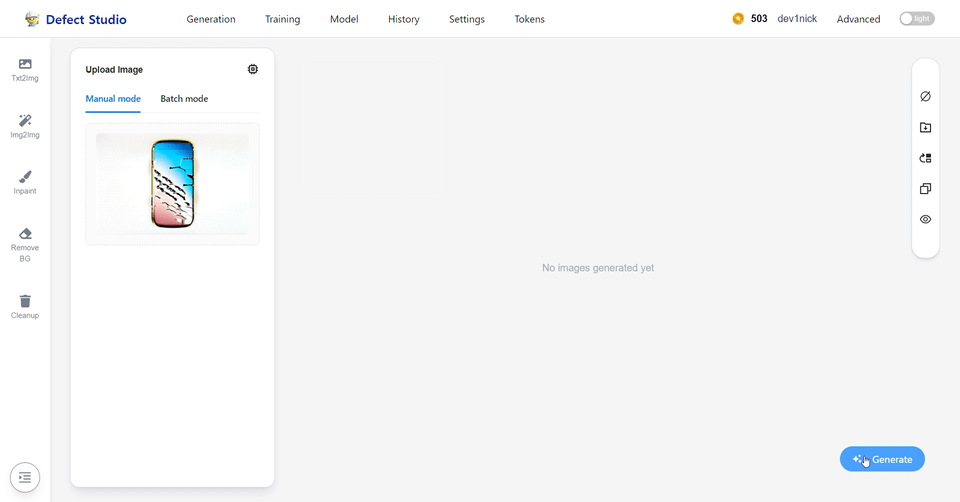 Defect Studio
Generation Training Model History Settings Tokens
503 dev1nick Advanced light
Txt2Img
Img2Img
Inpaint
Remove
BG
Cleanup
Upload Image
Manual mode Batch mode
No images generated yet
Generate